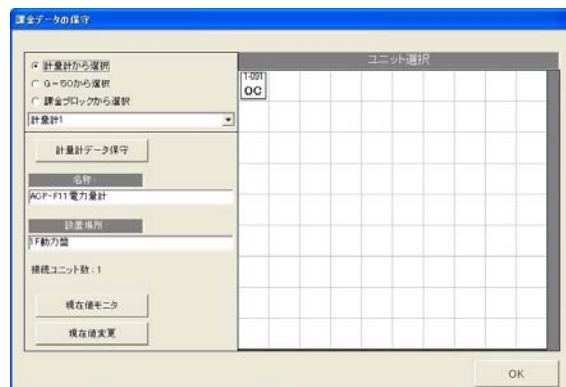 課金データの保守
計量計から選択
G-50から選択
課金ブロックから選択
計量計1
計量計データ保守
名称:
AGP-F11電力量計
設置場所:
1F動力盤
接続ユニット数:1
現在値モニタ
現在値変更
ユニット選択
1-091
OC
OK